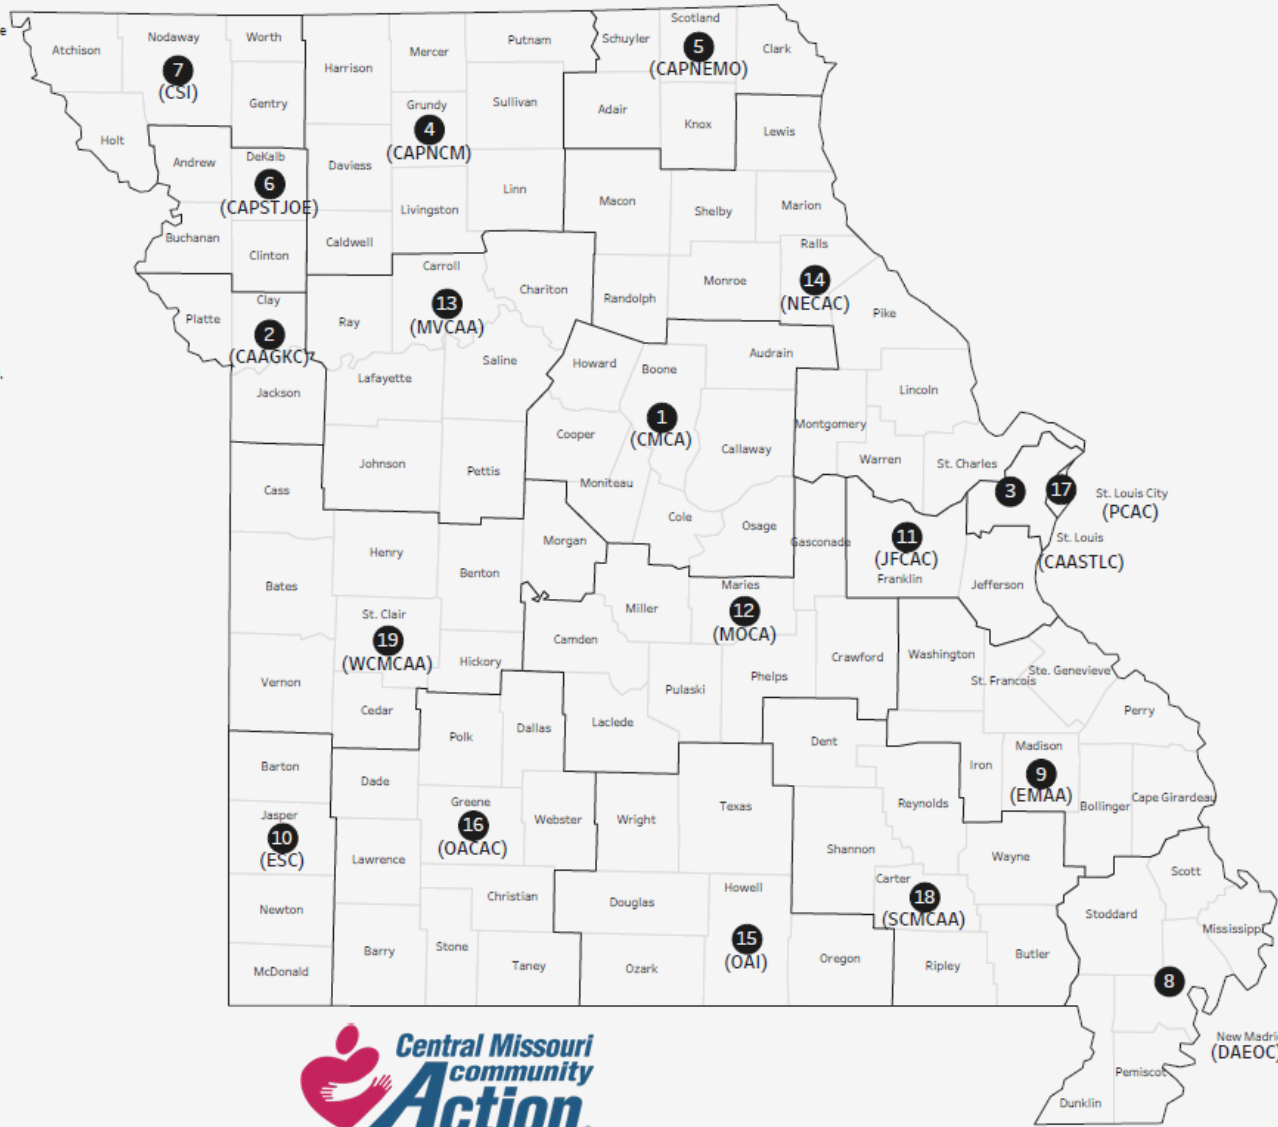 e
Atchison
Nodaway
7
(CSI)
Worth
Harrison
Mercer
Putnam
Schuyler
Scotland
5
(CAPNEMO)
Clark
Gentry
Grundy
4
(CAPNCM)
Sullivan
Adair
Knox
Lewis
Holt
Andrew
DeKalb
6
(CAPSTJOE)
Daviess
Livingston
Linn
Macon
Shelby
Marion
Buchanan
Clinton
Caldwell
Carroll
13
(MVCAA)
Chariton
Randolph
Monroe
Ralls
14
(NECAC)
Pike
Platte
Clay
2
(CAAGKC)
Ray
Saline
Howard
Boone
1
(CMCA)
Audrain
.
Jackson
Lafayette
Lincoln
Cooper
Callaway
Montgomery
Warren
St. Charles
Johnson
Pettis
Moniteau
Cass
Cole
Osage
3
17
St. Louis City
(PCAC)
St. Louis
(CAASTLC)
Morgan
Gasconade
11
(JFCAC)
Franklin
Henry
Benton
Jefferson
Bates
Miller
Maries
12
(MOCA)
St. Clair
19
(WCMCAA)
Camden
Crawford
Washington
Hickory
St. Francois
Ste. Genevieve
Vernon
Pulaski
Phelps
Perry
Cedar
Laclede
Polk
Dallas
Dent
Barton
Dade
Iron
Madison
9
(EMAA)
Bollinger
Cape Girardeau
Jasper
10
(ESC)
Greene
16
(OACAC)
Webster
Wright
Texas
Reynolds
Lawrence
Shannon
Wayne
Scott
Christian
Howell
15
(OAI)
Carter
18
(SCMCAA)
Newton
Douglas
Stoddard
Mississippi
Barry
Stone
Taney
Ozark
Oregon
Ripley
Butler
McDonald
8
New Madri
(DAEOC)
Pemiscot
Dunklin
Central Missouri
community
Action